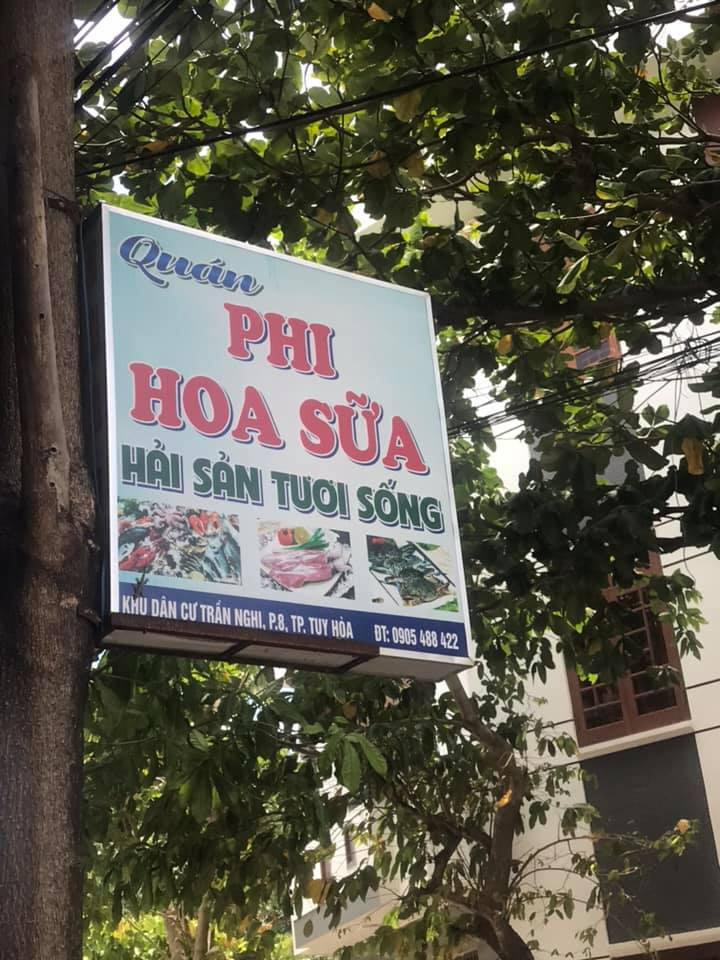 Quán
PHI
HOA SỮA
HẢI SẢN TƯƠI SỐNG
KHU DÂN CƯ TRẦN NGHI, P.8, TP. TUY HÒA ĐT: 0905 488 422